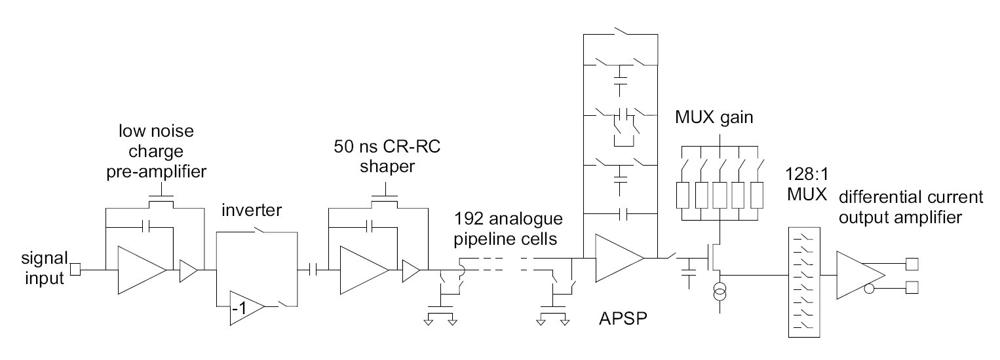 low noise
charge
pre-amplifier
50 ns CR-RC
shaper
MUX gain
inverter
192 analogue
pipeline cells
128:1
MUX
differential current
output amplifier
signal
input
-1
APSP